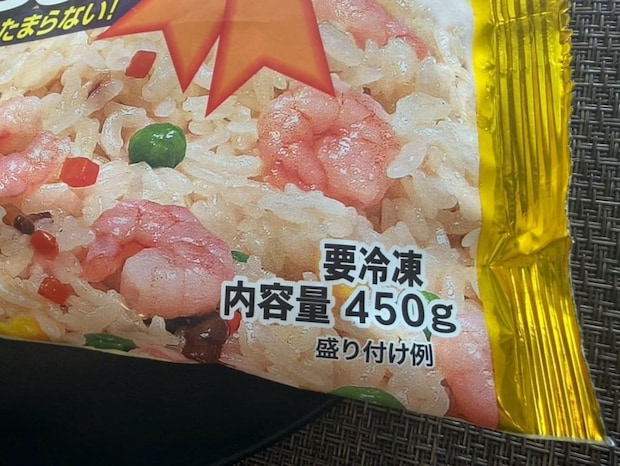 たまらない!
要冷凍
内容量 450g
盛り付け例